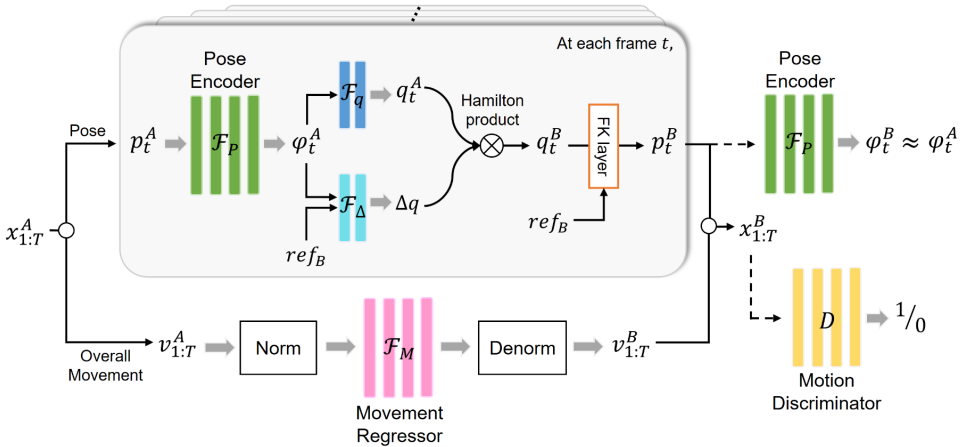 At each frame t,
Pose
Encoder
Pose
Encoder
Pose
p_t^A
ℱ_P
φ_t^A
ℱ_q
q_t^A
Hamilton
product
⊗
q_t^B
FK layer
p_t^B
ℱ_P
φ_t^B ≈ φ_t^A
ℱ_Δ
Δq
ref_B
ref_B
x_{1:T}^A
x_{1:T}^B
Overall
Movement
v_{1:T}^A
Norm
ℱ_M
Denorm
v_{1:T}^B
D
1/0
Movement
Regressor
Motion
Discriminator